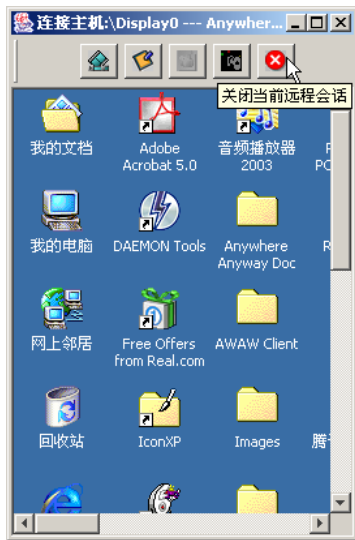 连接主机:\Display0 --- Anywher...
关闭当前远程会话
我的文档
Adobe
Acrobat 5.0
音频播放器
2003
PC
我的电脑
DAEMON Tools
Anywhere
Anyway Doc
R
网上邻居
Free Offers
from Real.com
AWAW Client
回收站
IconXP
Images
腾